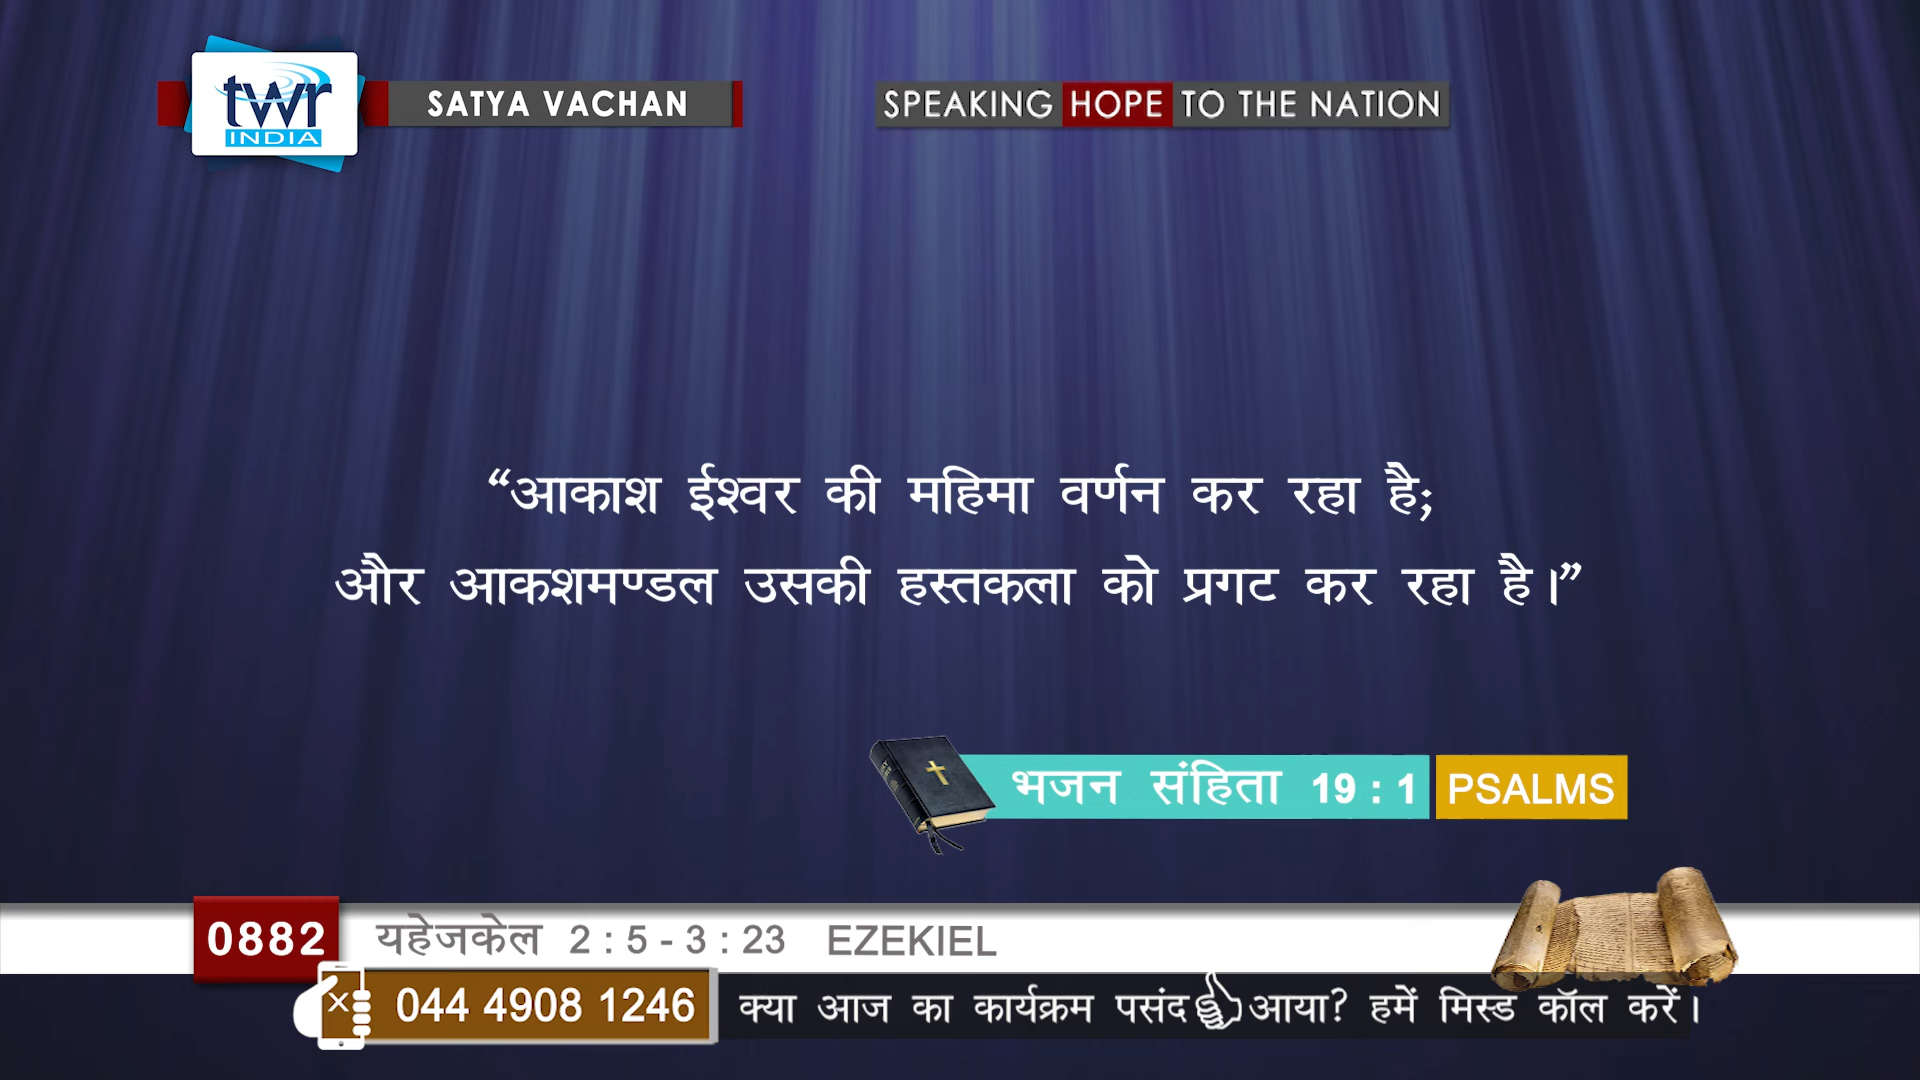 twr
INDIA
SATYA VACHAN
SPEAKING HOPE TO THE NATION
“आकाश ईश्वर की महिमा वर्णन कर रहा है;
और आकशमण्डल उसकी हस्तकला को प्रगट कर रहा है।”
भजन संहिता 19 : 1 PSALMS
0882 यहेजकेल 2 : 5 - 3 : 23 EZEKIEL
044 4908 1246 क्या आज का कार्यक्रम पसंद आया? हमें मिस्ड कॉल करें।